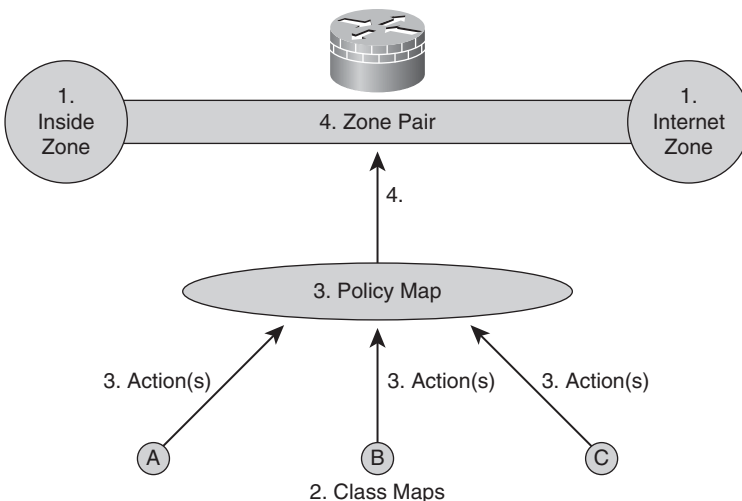 1.
Inside
Zone
4. Zone Pair
1.
Internet
Zone
4.
3. Policy Map
3. Action(s)
3. Action(s)
3. Action(s)
A
B
C
2. Class Maps